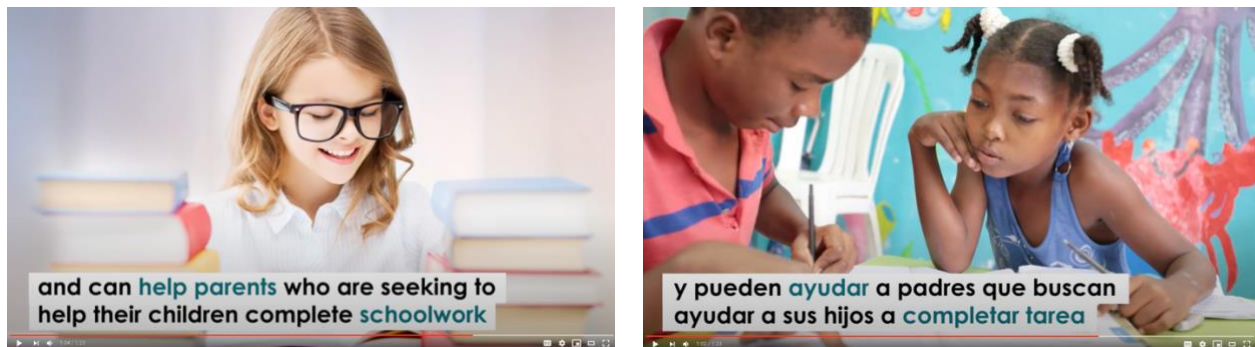 and can help parents who are seeking to
help their children complete schoolwork
y pueden ayudar a padres que buscan
ayudar a sus hijos a completar tarea